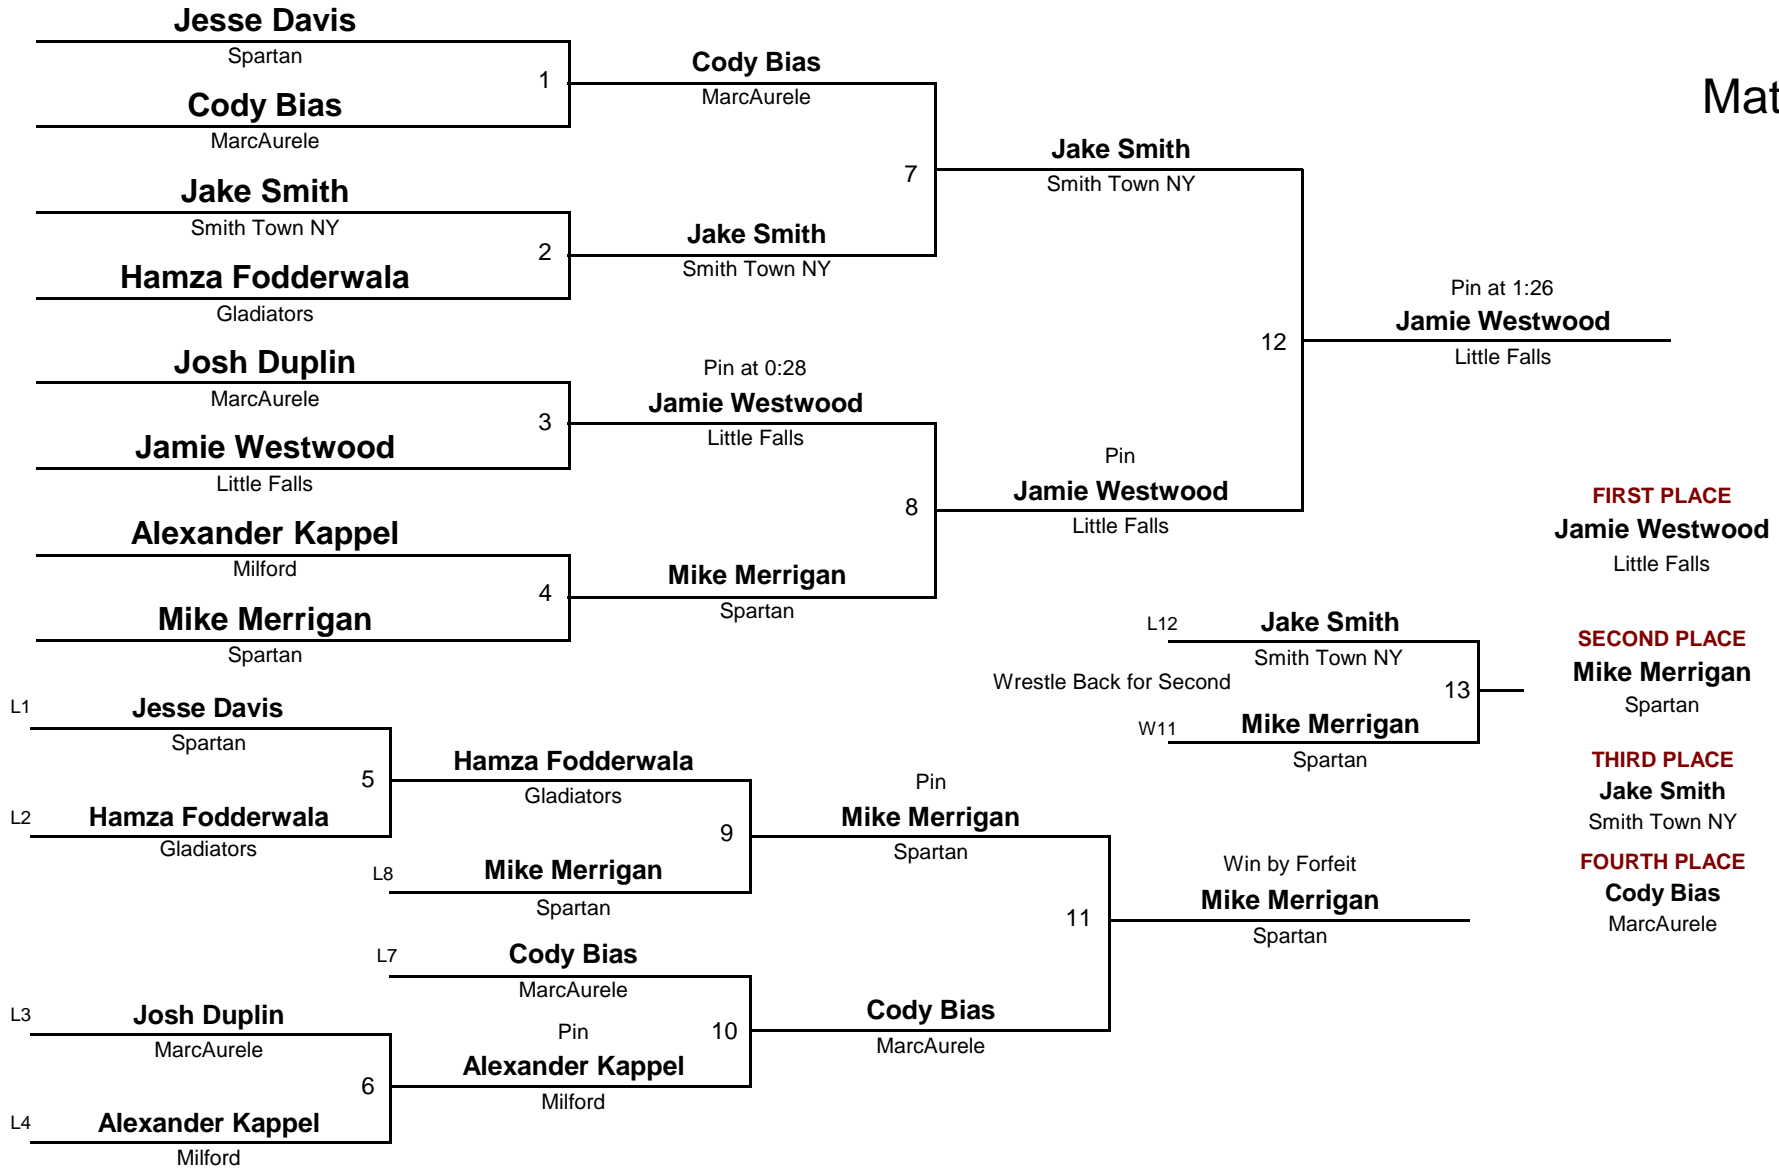 Jesse Davis
Spartan
1
Cody Bias
MarcAurele
Cody Bias
MarcAurele
Mat
Jake Smith
Smith Town NY
2
Hamza Fodderwala
Gladiators
Jake Smith
Smith Town NY
7
Jake Smith
Smith Town NY
Josh Duplin
MarcAurele
3
Jamie Westwood
Little Falls
Pin at 0:28
Jamie Westwood
Little Falls
Alexander Kappel
Milford
4
Mike Merrigan
Spartan
Mike Merrigan
Spartan
8
Pin
Jamie Westwood
Little Falls
12
Pin at 1:26
Jamie Westwood
Little Falls
FIRST PLACE
Jamie Westwood
Little Falls
L12
Jake Smith
Smith Town NY
Wrestle Back for Second
13
W11
Mike Merrigan
Spartan
SECOND PLACE
Mike Merrigan
Spartan
THIRD PLACE
Jake Smith
Smith Town NY
FOURTH PLACE
Cody Bias
MarcAurele
L1
Jesse Davis
Spartan
5
L2
Hamza Fodderwala
Gladiators
Hamza Fodderwala
Gladiators
9
L8
Mike Merrigan
Spartan
Pin
Mike Merrigan
Spartan
11
Win by Forfeit
Mike Merrigan
Spartan
L7
Cody Bias
MarcAurele
10
Cody Bias
MarcAurele
L3
Josh Duplin
MarcAurele
6
Pin
Alexander Kappel
Milford
L4
Alexander Kappel
Milford